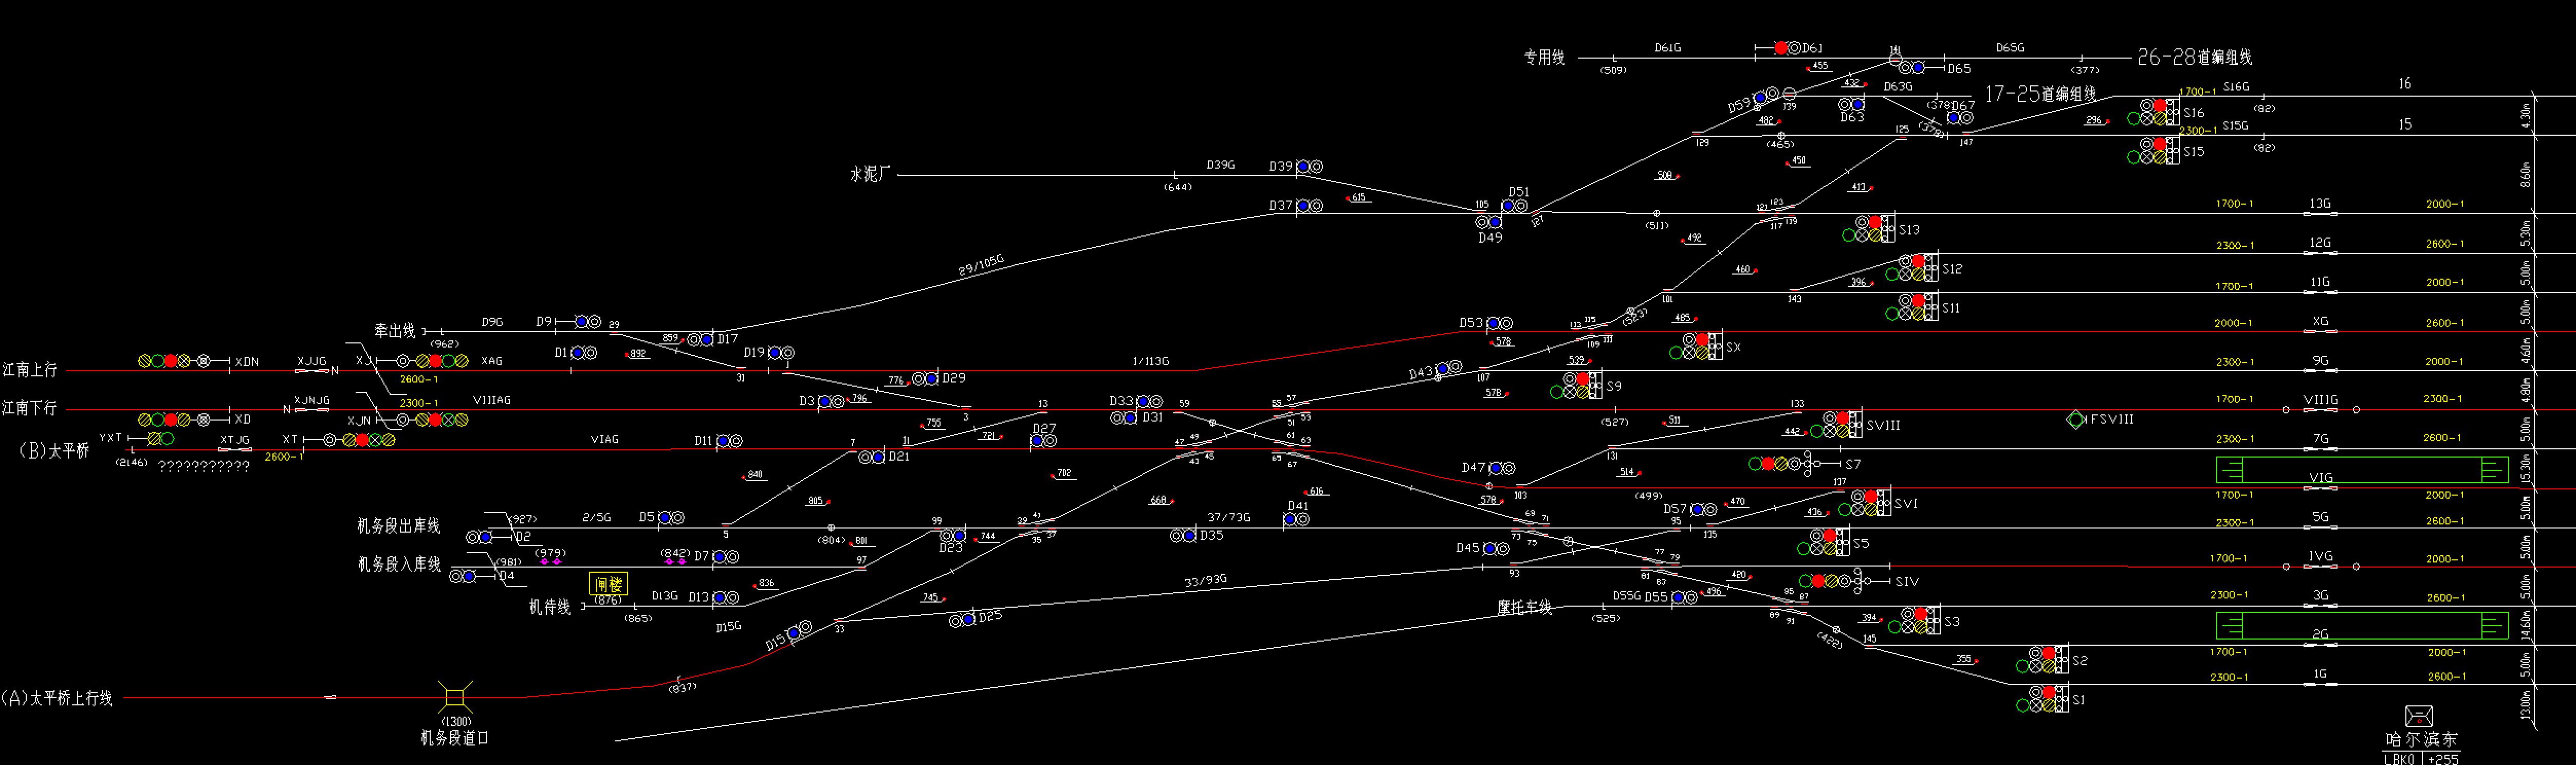 专用线 D61G D61 141 D65G 26-28道编组线
(509) 455 D65 (377)
D59 139 432 D63G 17-25道编组线 1700-1 S16G 16
D63 (378) D67 S16 (82) 4.30m
482 296
129 (465) 125 (378) 147 2300-1 S15G 15
S15 (82)
水泥厂 D39G D39 508 450 8.60m
(644) 615 D51 413
D37 105 127 121 123 1700-1 13G 2000-1
D49 (511) 117 119 S13 5.30m
492 2300-1 12G 2600-1
29/105G 460 396 S12 5.00m
101 143 1700-1 11G 2000-1
S11
牵出线 D9G D9 29 D53 113 115 (523) 485 2000-1 XG 2600-1 5.00m
(962) 859 D17 578 109 111 SX
892 D1 D19 539 4.60m
江南上行 XDN XJJG N XJ XAG 31 1 1/113G D43 107 2300-1 9G 2000-1
2600-1 776 D29 S9
796 578 4.80m
江南下行 N XJNJG 2300-1 VIIIAG D3 3 13 D33 59 55 57 (527) 133 1700-1 VIIIG 2300-1
XD XJN 755 D31 51 53 511 SVIII FSVIII 5.00m
442
(B)太平桥 YXT XTJG XT VIAG D11 7 11 721 D27 47 49 61 63 131 2300-1 7G 2600-1
(2146) ??????????? 2600-1 D21 43 45 65 67 D47 S7 5.30m
840 702 514
805 668 616 578 103 (499) 470 137 1700-1 VIG 2300-1
436 SVI 5.00m
机务段出库线 (927) 2/5G D5 5 99 39 41 37/73G D41 69 71 D57 95 2300-1 5G 2600-1
D2 (804) 801 D23 744 35 37 D35 73 75 135 S5 5.00m
机务段入库线 (981) (979) (842) D7 97 D45 93 77 79 1700-1 IVG 2000-1
D4 闸楼 836 33/93G 81 83 420 SIV 5.00m
机待线 (876) D13G D13 745 摩托车线 D55G D55 496 85 87 2300-1 3G 2600-1
(865) D15G D15 33 D25 (525) 89 91 394 S3 14.60m
(422) 145 2G
1700-1 2000-1
355 S2 5.00m
(A)太平桥上行线 (837) 2300-1 1G 2600-1
(1300) S1 13.00m
机务段道口 哈尔滨东
LBKO +255